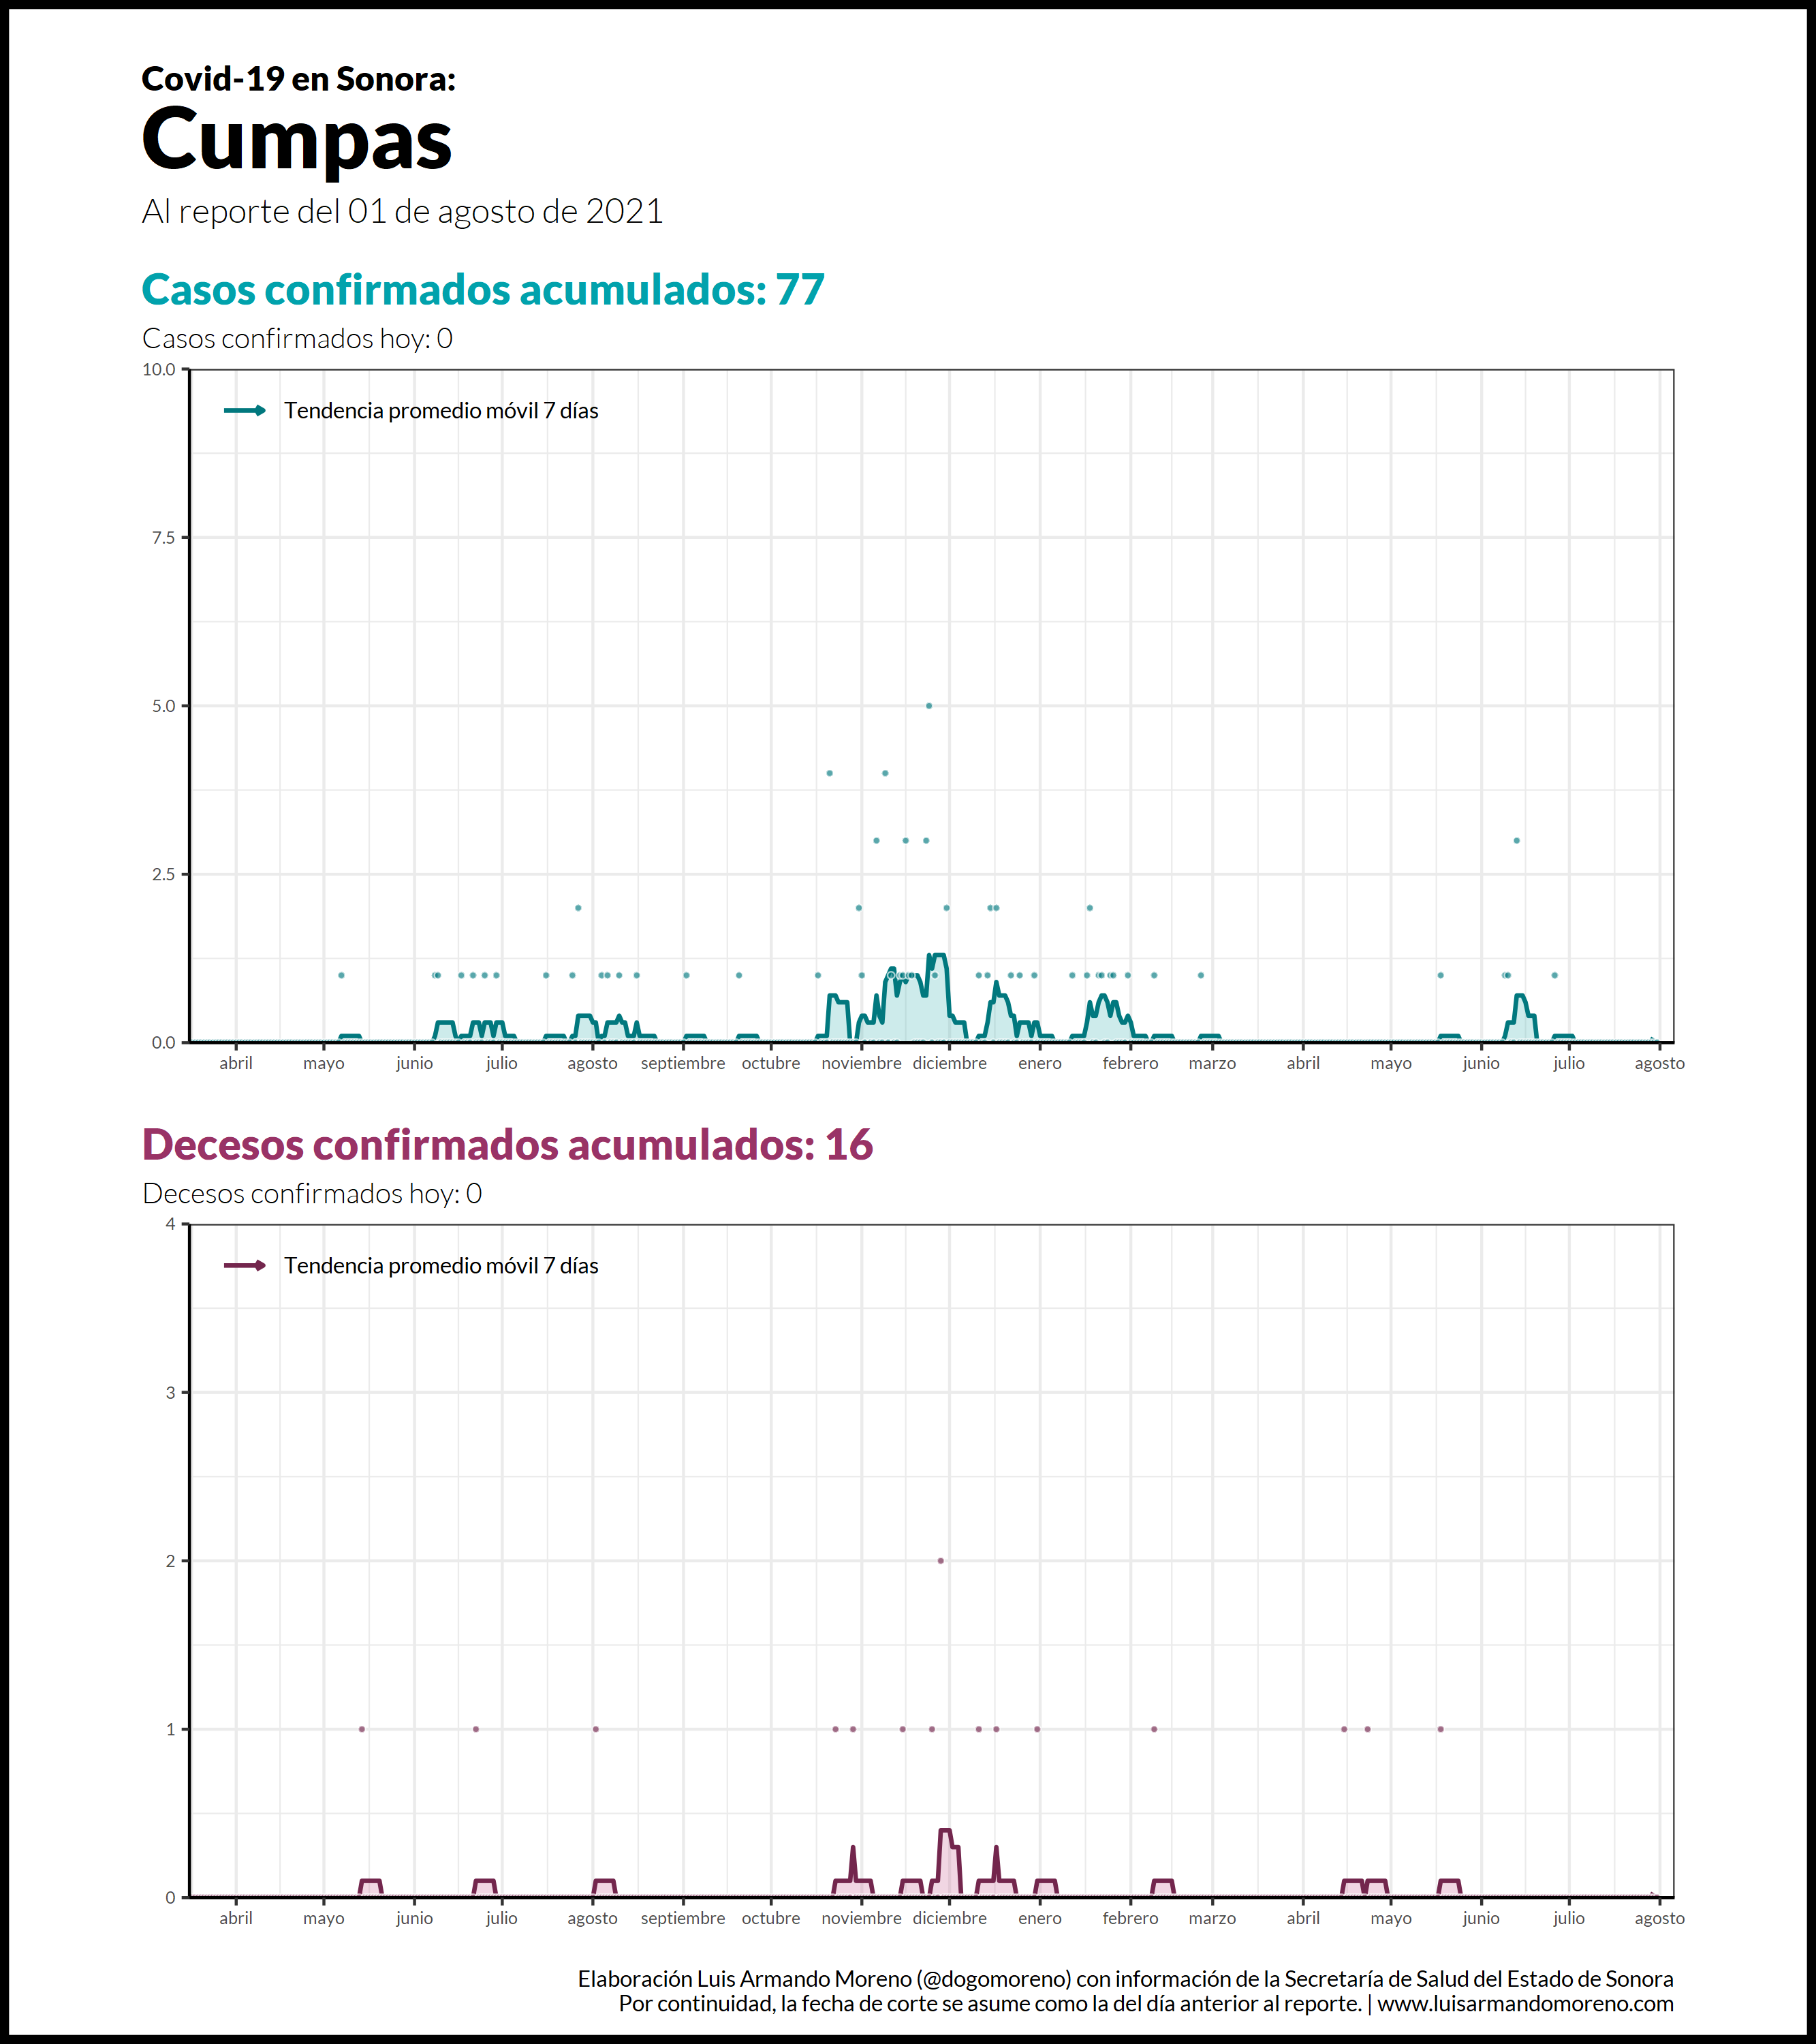 Covid-19 en Sonora:
Cumpas
Al reporte del 01 de agosto de 2021
Casos confirmados acumulados: 77
Casos confirmados hoy: 0
10.0
Tendencia promedio móvil 7 días
7.5
5.0
2.5
0.0
abril mayo junio julio agosto septiembre octubre noviembre diciembre enero febrero marzo abril mayo junio julio agosto
Decesos confirmados acumulados: 16
Decesos confirmados hoy: 0
4
Tendencia promedio móvil 7 días
3
2
1
0
abril mayo junio julio agosto septiembre octubre noviembre diciembre enero febrero marzo abril mayo junio julio agosto
Elaboración Luis Armando Moreno (@dogomoreno) con información de la Secretaría de Salud del Estado de Sonora
Por continuidad, la fecha de corte se asume como la del día anterior al reporte. | www.luisarmandomoreno.com